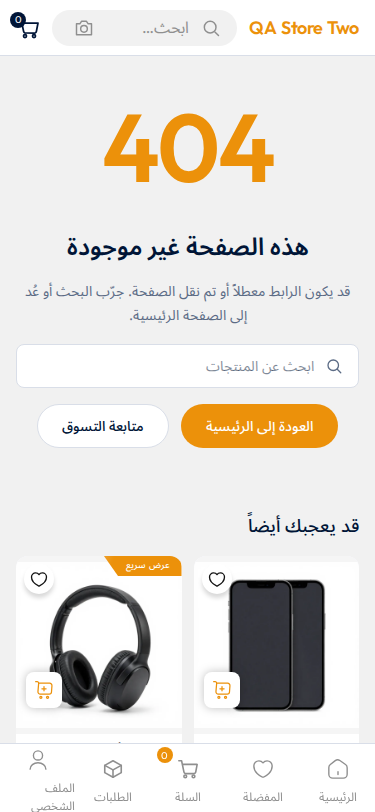 QA Store Two
ابحث...
0
404
هذه الصفحة غير موجودة
قد يكون الرابط معطلاً أو تم نقل الصفحة. جرّب البحث أو عُد
إلى الصفحة الرئيسية.
ابحث عن المنتجات
العودة إلى الرئيسية
متابعة التسوق
قد يعجبك أيضاً
عرض سريع
الرئيسية
المفضلة
0
السلة
الطلبات
الملف
الشخصي